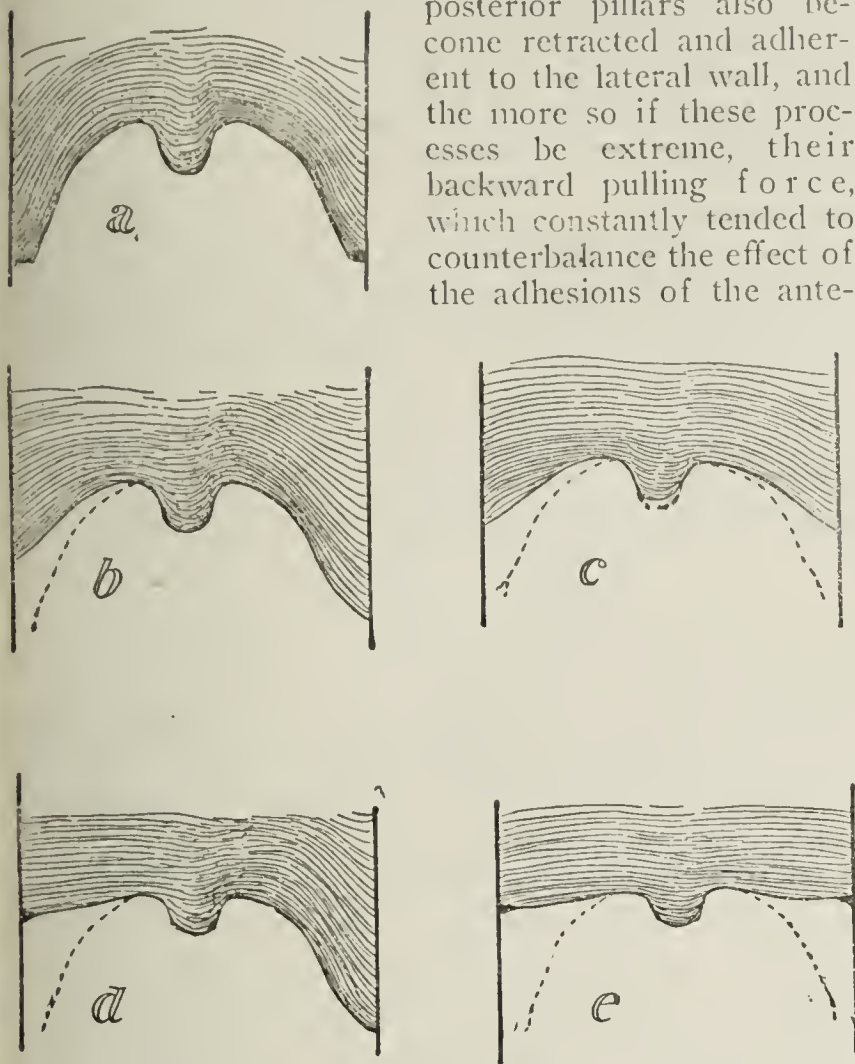 posterior pillars also be-
come retracted and adher-
ent to the lateral wall, and
the more so if these proc-
esses be extreme, their
backward pulling force,
which constantly tended to
counterbalance the effect of
the adhesions of the ante-
a.
b
c
d
e